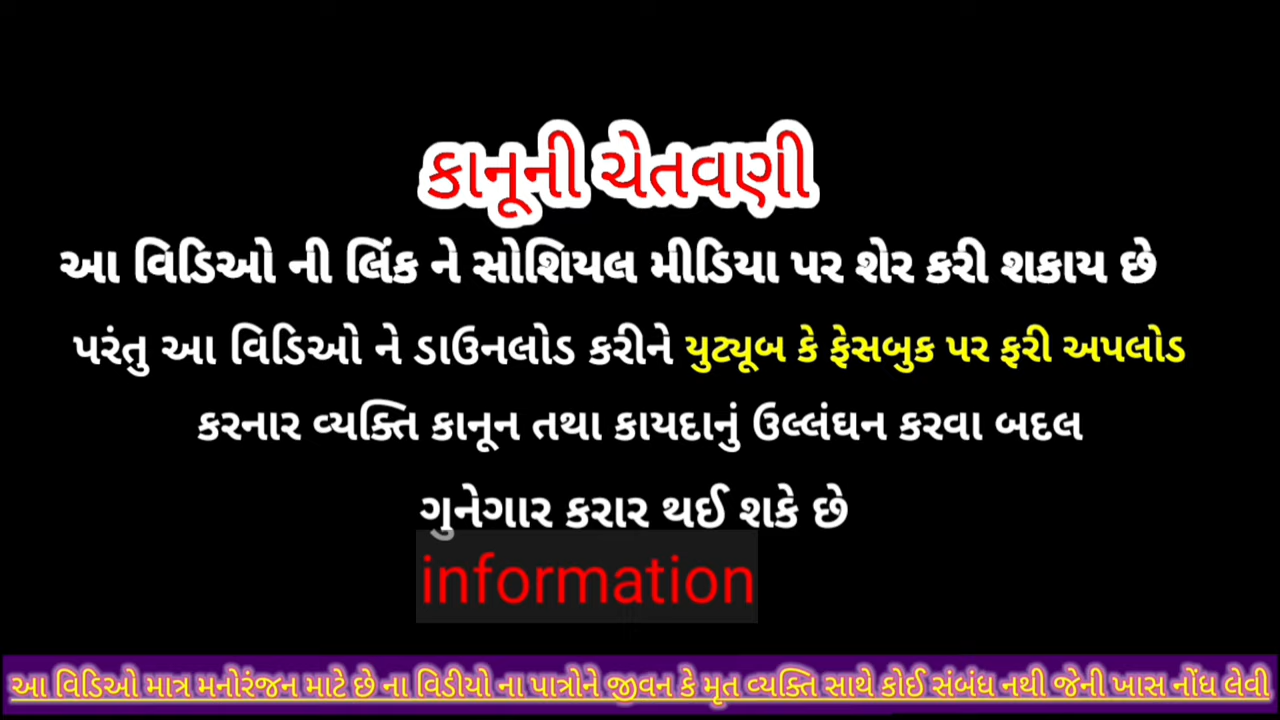 કાનૂની ચેતવણી
આ વિડિઓ ની લિંક ને સોશિયલ મીડિયા પર શેર કરી શકાય છે
પરંતુ આ વિડિઓ ને ડાઉનલોડ કરીને યુટ્યૂબ કે ફેસબુક પર ફરી અપલોડ
કરનાર વ્યક્તિ કાનૂન તથા કાયદાનું ઉલ્લંઘન કરવા બદલ
ગુનેગાર કરાર થઈ શકે છે
information
આ વિડિઓ માત્ર મનોરંજન માટે છે ના વિડીયો ના પાત્રોને જીવન કે મૃત વ્યક્તિ સાથે કોઈ સંબંધ નથી જેની ખાસ નોંધ લેવી